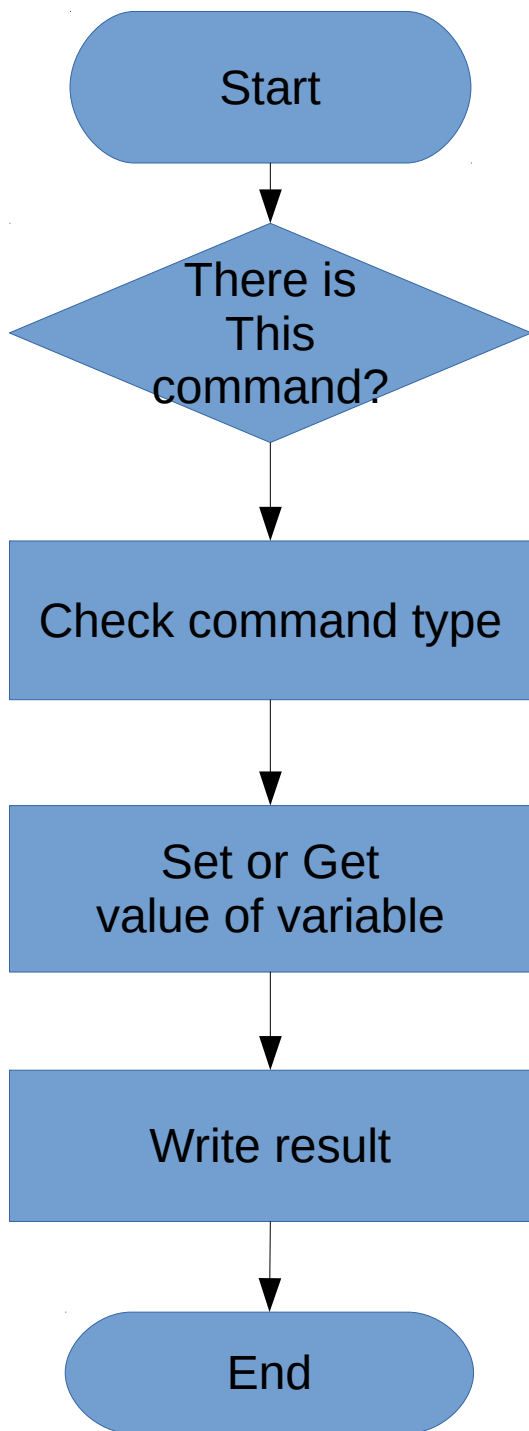 Start
There is
This
command?
Check command type
Set or Get
value of variable
Write result
End